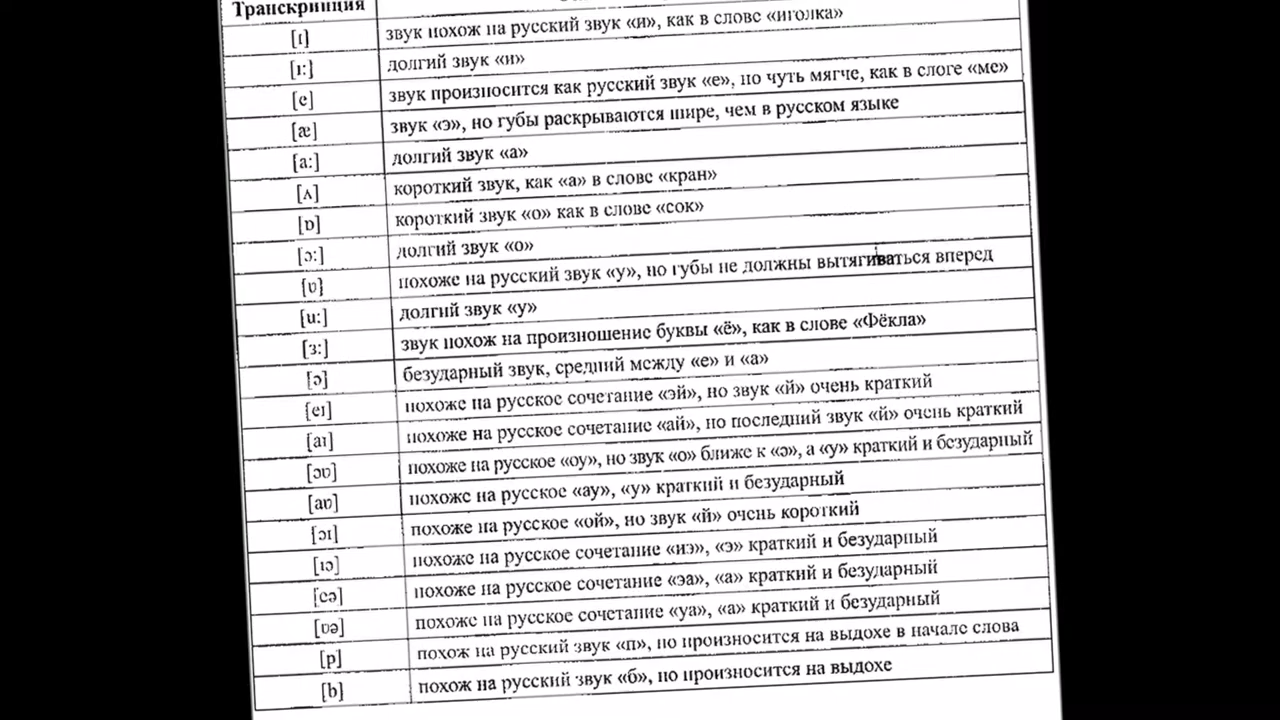 Транскрипция
[ɪ] звук похож на русский звук «и», как в слове «иголка»
[ɪ:] долгий звук «и»
[e] звук произносится как русский звук «е», но чуть мягче, как в слоге «ме»
[æ] звук «э», но губы раскрываются шире, чем в русском языке
[a:] долгий звук «а»
[ʌ] короткий звук, как «а» в слове «кран»
[ɒ] короткий звук «о» как в слове «сок»
[ɔ:] долгий звук «о»
[ʊ] похоже на русский звук «у», но губы не должны вытягиваться вперед
[u:] долгий звук «у»
[ɜ:] звук похож на произношение буквы «ё», как в слове «Фёкла»
[ə] безударный звук, средний между «е» и «а»
[eɪ] похоже на русское сочетание «эй», но звук «й» очень краткий
[aɪ] похоже на русское сочетание «ай», но последний звук «й» очень краткий
[ɔʊ] похоже на русское «оу», но звук «о» ближе к «э», а «у» краткий и безударный
[aʊ] похоже на русское «ау», «у» краткий и безударный
[ɔɪ] похоже на русское «ой», но звук «й» очень короткий
[ɪə] похоже на русское сочетание «иэ», «э» краткий и безударный
[eə] похоже на русское сочетание «эа», «а» краткий и безударный
[ʊə] похоже на русское сочетание «уа», «а» краткий и безударный
[p] похож на русский звук «п», но произносится на выдохе в начале слова
[b] похож на русский звук «б», но произносится на выдохе